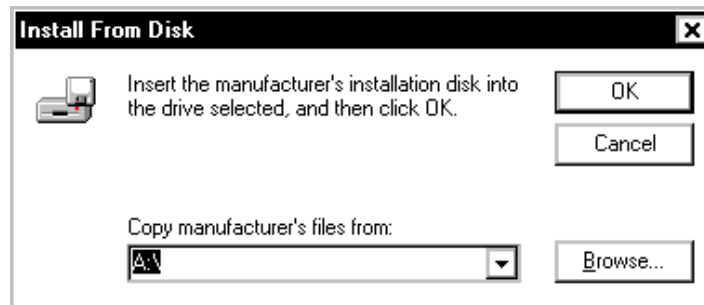 Install From Disk
Insert the manufacturer's installation disk into
the drive selected, and then click OK.
OK
Cancel
Copy manufacturer's files from:
A:\
Browse...